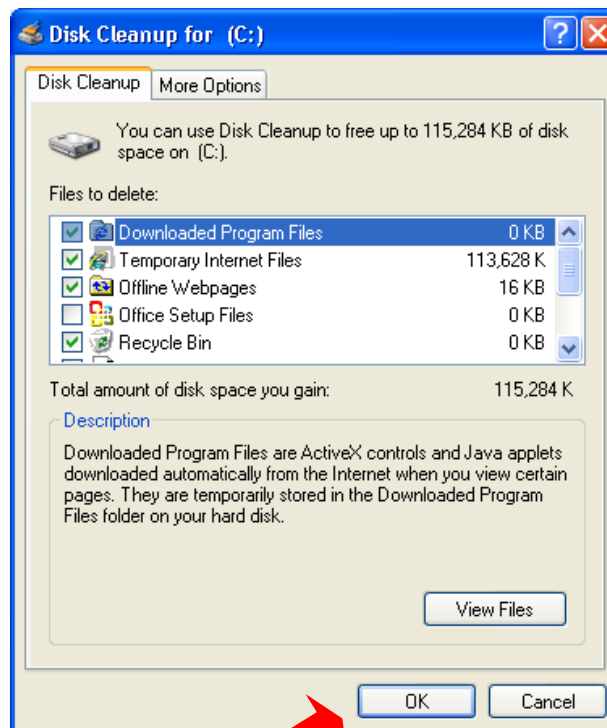 Disk Cleanup for (C:)
Disk Cleanup
More Options
You can use Disk Cleanup to free up to 115,284 KB of disk
space on (C:).
Files to delete:
Downloaded Program Files 0 KB
Temporary Internet Files 113,628 K
Offline Webpages 16 KB
Office Setup Files 0 KB
Recycle Bin 0 KB
Total amount of disk space you gain: 115,284 K
Description
Downloaded Program Files are ActiveX controls and Java applets
downloaded automatically from the Internet when you view certain
pages. They are temporarily stored in the Downloaded Program
Files folder on your hard disk.
View Files
OK Cancel